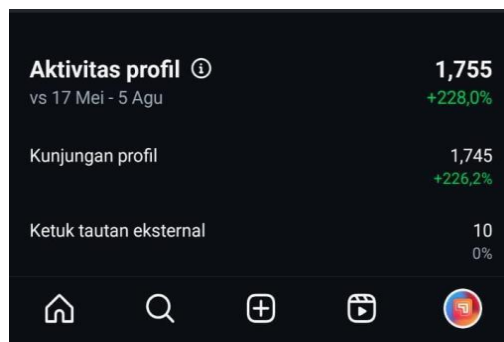 Aktivitas profil
1,755
vs 17 Mei - 5 Agu
+228,0%
Kunjungan profil
1,745
+226,2%
Ketuk tautan eksternal
10
0%